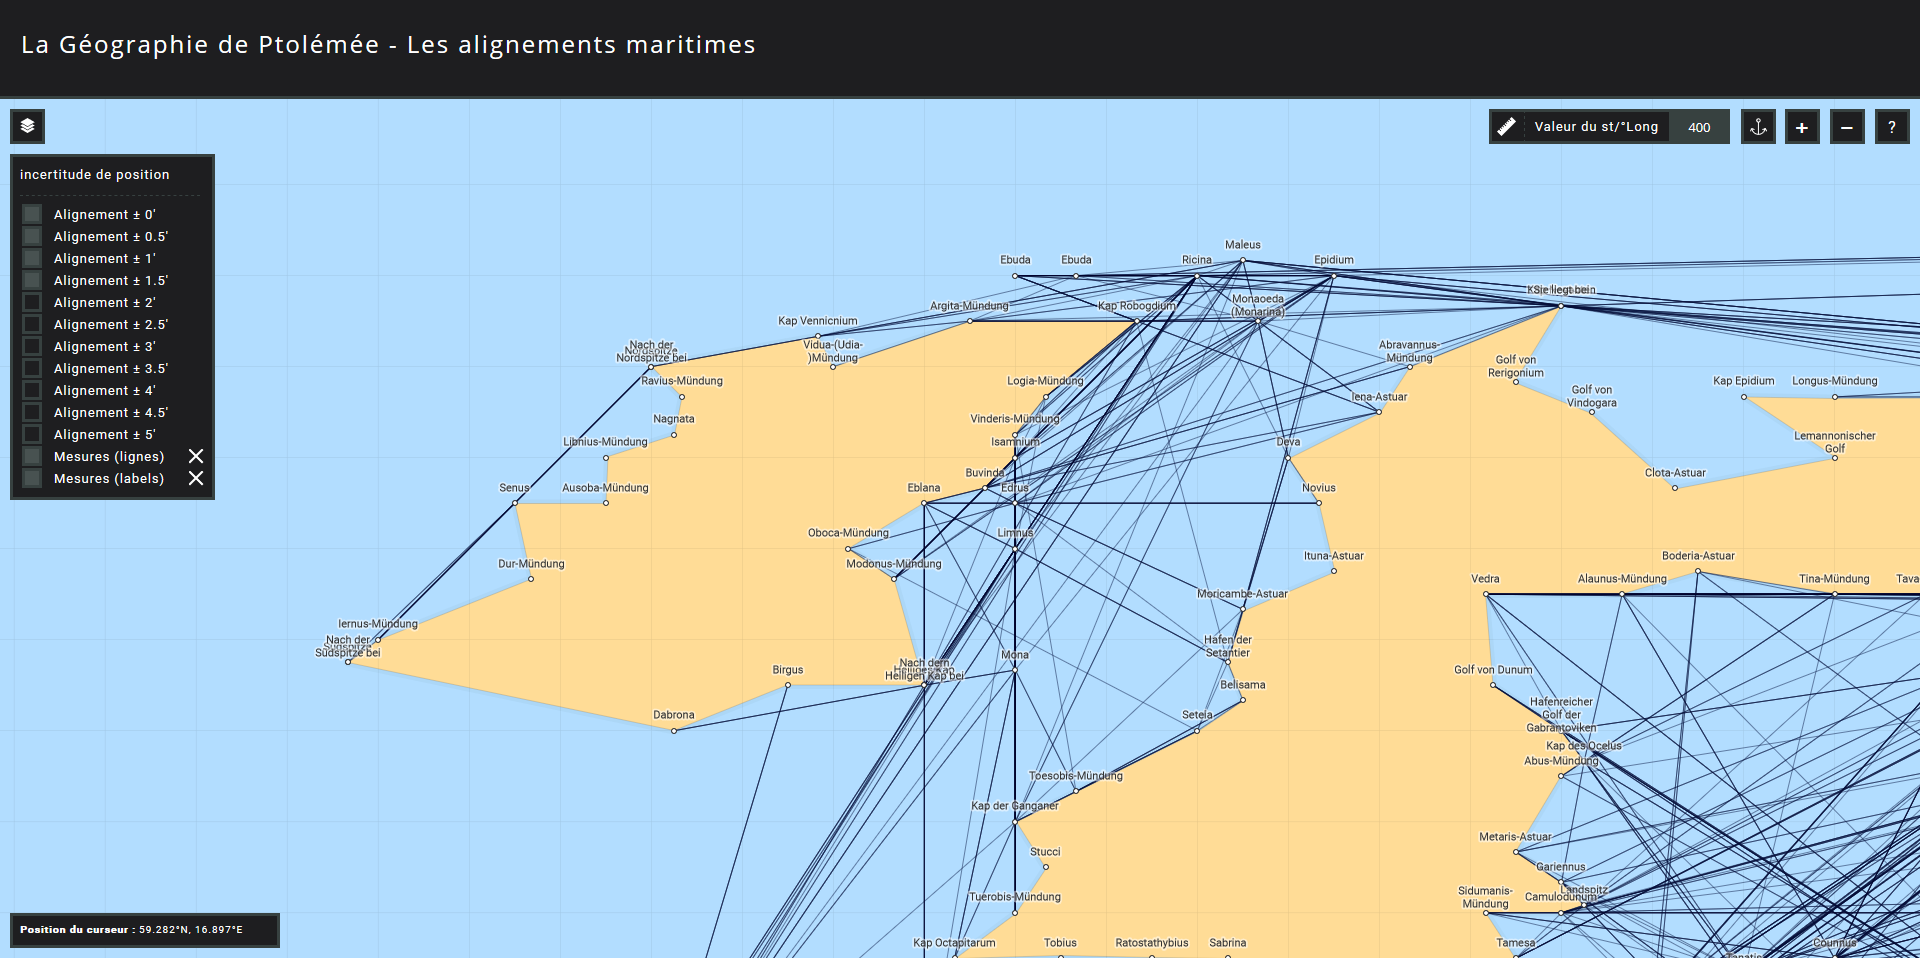 La Géographie de Ptolémée - Les alignements maritimes
Valeur du st/°Long 400
+
−
?
incertitude de position
Alignement ± 0'
Alignement ± 0.5'
Alignement ± 1'
Alignement ± 1.5'
Alignement ± 2'
Alignement ± 2.5'
Alignement ± 3'
Alignement ± 3.5'
Alignement ± 4'
Alignement ± 4.5'
Alignement ± 5'
Mesures (lignes)
Mesures (labels)
Maleus
Ebuda
Ebuda
Ricina
Epidium
Sie liegt bei
Argita-Mündung
Kap Robogdium
Monaoeda
(Monarina)
Kap Vennicnium
Vidua-(Udia-
)Mündung
Nach der
Nordspitze bei
Abravannus-
Mündung
Golf von
Rerigonium
Ravius-Mündung
Logia-Mündung
Kap Epidium
Longus-Mündung
Iena-Astuar
Golf von
Vindogara
Nagnata
Vinderis-Mündung
Libnius-Mündung
Isamnium
Deva
Lemannonischer
Golf
Buvinda
Clota-Astuar
Senus
Ausoba-Mündung
Eblana
Edrus
Novius
Oboca-Mündung
Limnus
Dur-Mündung
Modonus-Mündung
Ituna-Astuar
Boderia-Astuar
Vedra
Alaunus-Mündung
Tina-Mündung
Tava
Moricambe-Astuar
Iernus-Mündung
Nach der
Südspitze bei
Hafen der
Setantier
Mona
Nach dem
Heiligen Kap bei
Birgus
Golf von Dunum
Belisama
Dabrona
Seteia
Hafenreicher
Golf der
Gabrantoviken
Kap des Ocelus
Abus-Mündung
Toesobis-Mündung
Kap der Ganganer
Metaris-Astuar
Stucci
Gariennus
Tuerobis-Mündung
Sidumanis-
Mündung
Landspitz
Camulodunum
Kap Octapitarum
Tobius
Ratostathybius
Sabrina
Tamesa
Counnus
Position du curseur : 59.282°N, 16.897°E